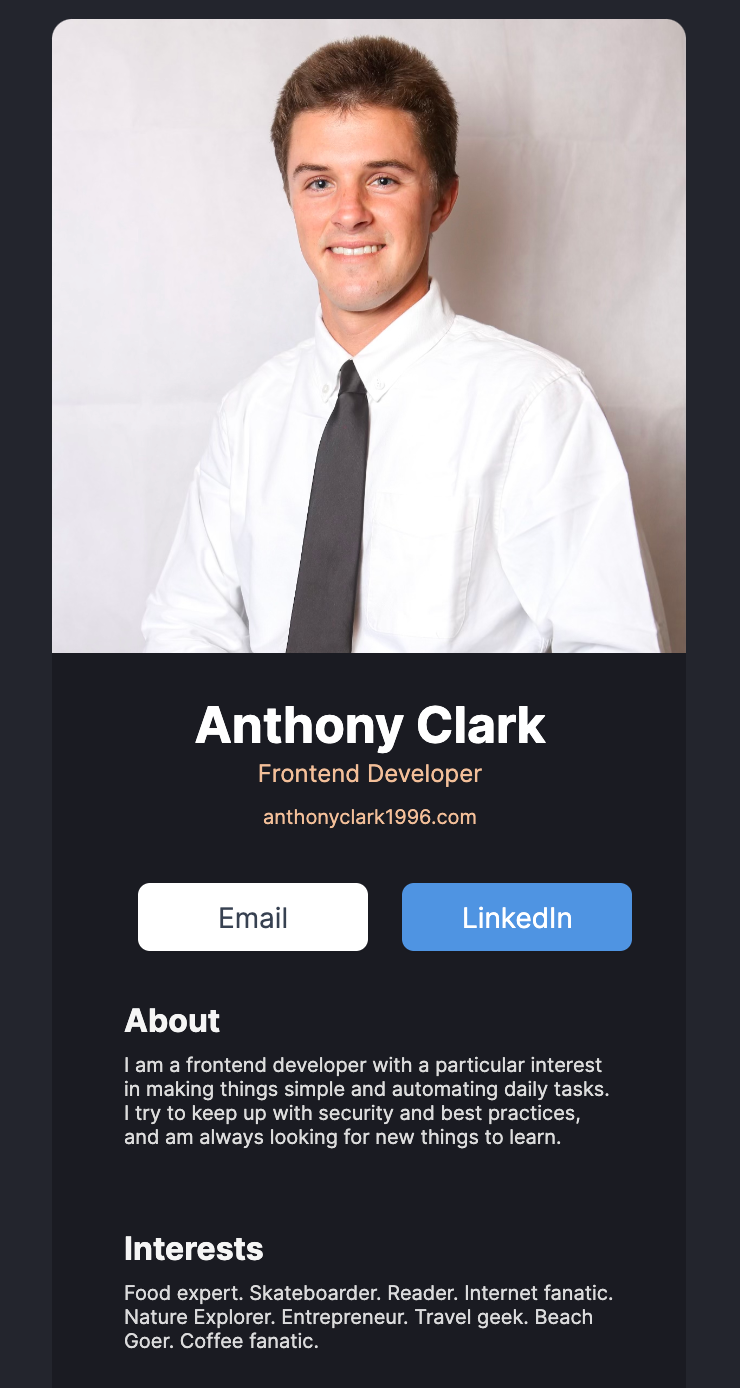 Anthony Clark
Frontend Developer
anthonyclark1996.com
Email
LinkedIn
About
I am a frontend developer with a particular interest
in making things simple and automating daily tasks.
I try to keep up with security and best practices,
and am always looking for new things to learn.
Interests
Food expert. Skateboarder. Reader. Internet fanatic.
Nature Explorer. Entrepreneur. Travel geek. Beach
Goer. Coffee fanatic.